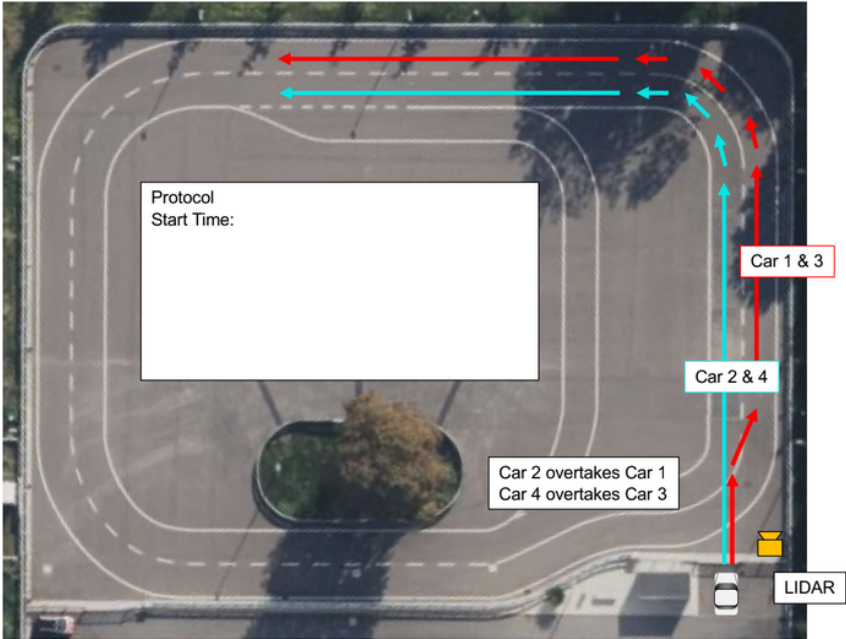 Protocol
Start Time:
Car 1 & 3
Car 2 & 4
Car 2 overtakes Car 1
Car 4 overtakes Car 3
LIDAR